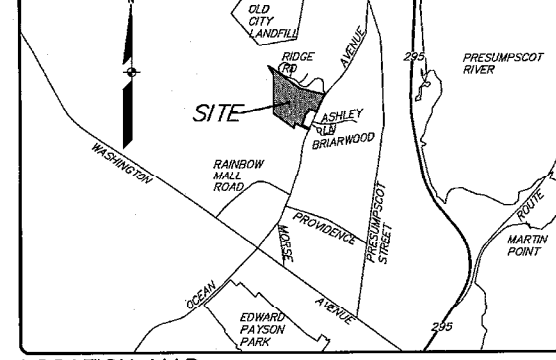 OLD
CITY
LANDFILL
AVENUE
RIDGE
RD
295
PRESUMPSCOT
RIVER
SITE
ASHLEY
LN
BRIARWOOD
WASHINGTON
RAINBOW
MALL
ROAD
PROVIDENCE
MORSE
PRESUMPSCOT
STREET
ROUTE
MARTIN
POINT
OCEAN
AVENUE
EDWARD
PAYSON
PARK
295